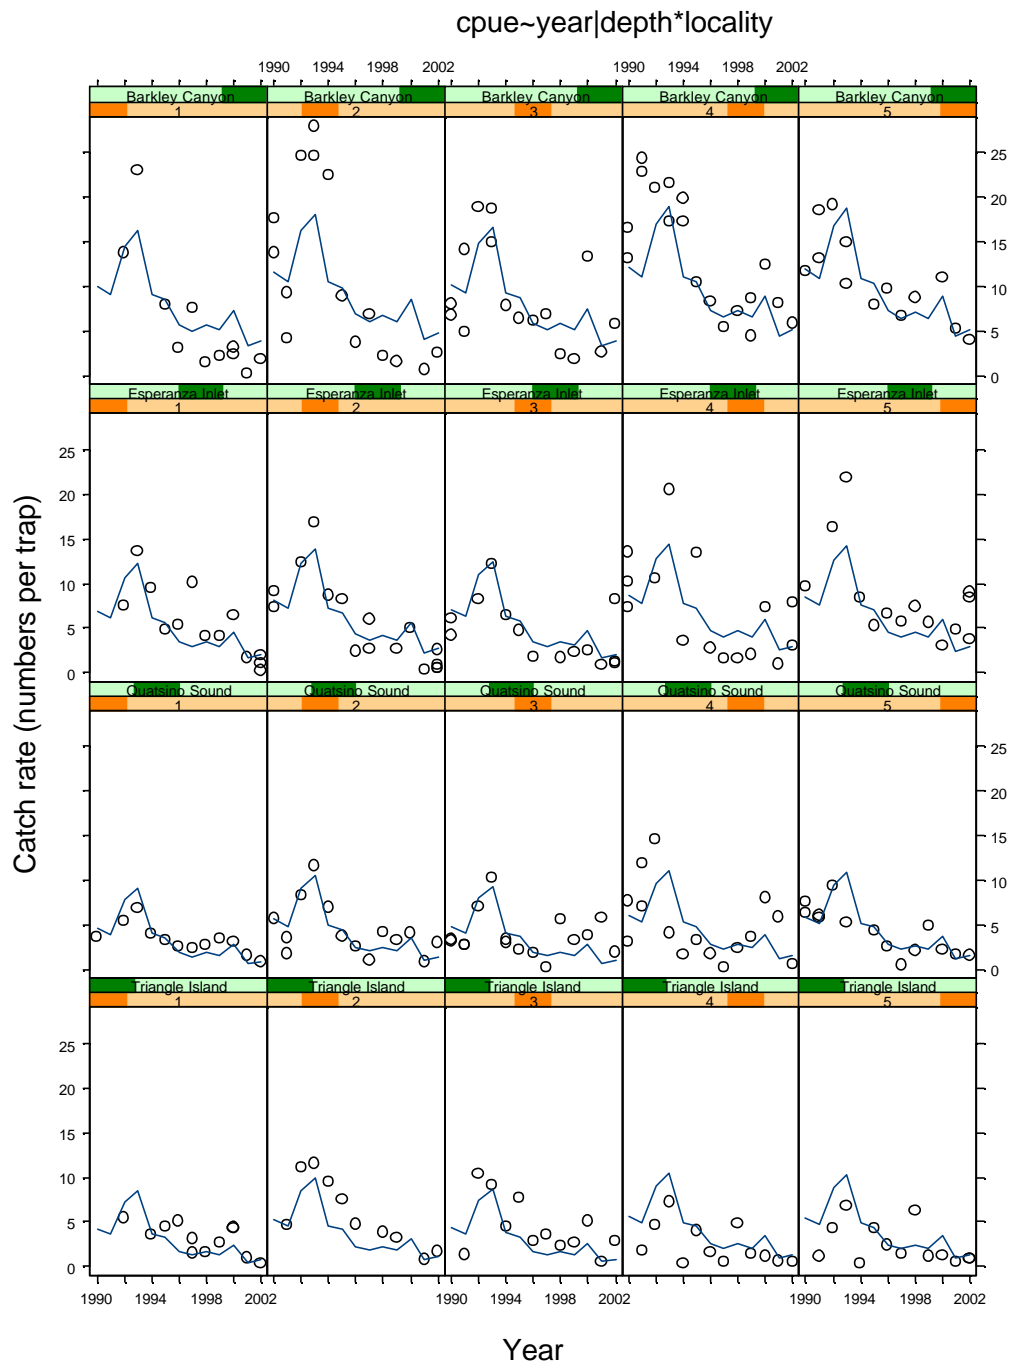 cpue~year|depth*locality
1990 1994 1998 2002 1990 1994 1998 2002
Barkley Canyon Barkley Canyon Barkley Canyon Barkley Canyon Barkley Canyon
1 2 3 4 5
25
20
15
10
5
0
Esperanza Inlet Esperanza Inlet Esperanza Inlet Esperanza Inlet Esperanza Inlet
1 2 3 4 5
25
20
15
10
5
0
Quatsino Sound Quatsino Sound Quatsino Sound Quatsino Sound Quatsino Sound
1 2 3 4 5
25
20
15
10
5
0
Triangle Island Triangle Island Triangle Island Triangle Island Triangle Island
1 2 3 4 5
25
20
15
10
5
0
1990 1994 1998 2002 1990 1994 1998 2002 1990 1994 1998 2002
Catch rate (numbers per trap)
Year